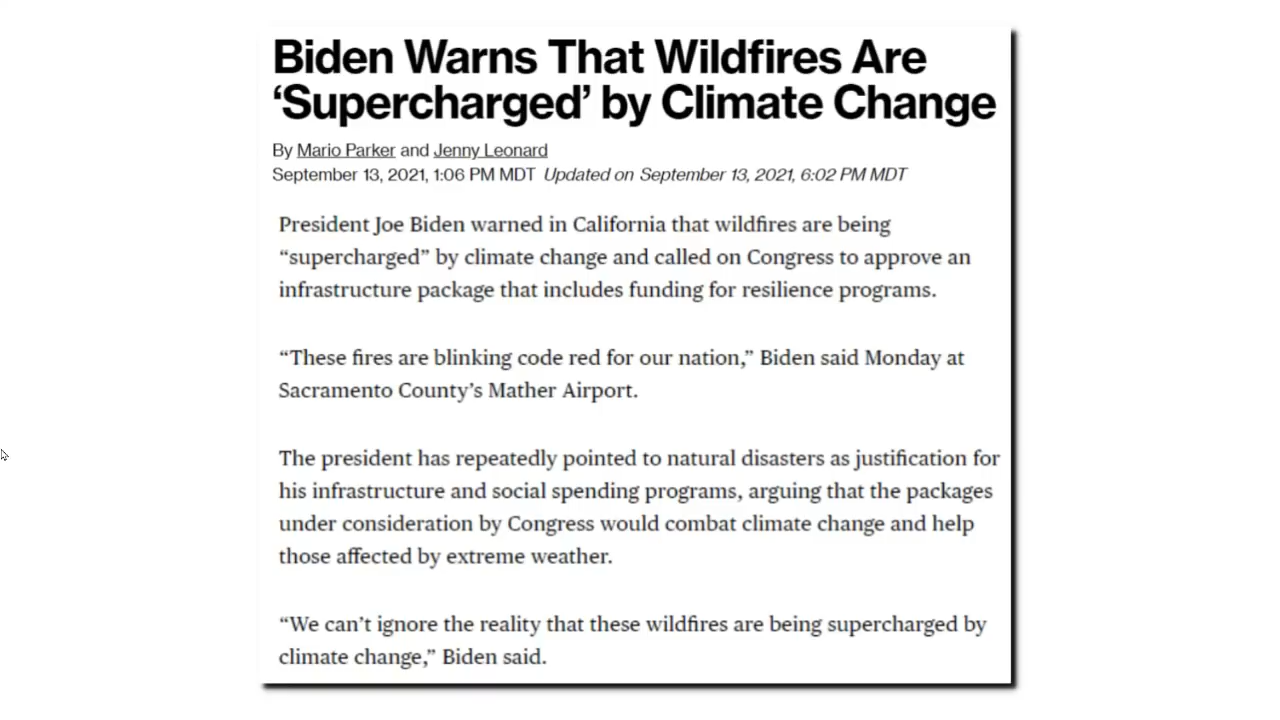 Biden Warns That Wildfires Are
‘Supercharged’ by Climate Change
By Mario Parker and Jenny Leonard
September 13, 2021, 1:06 PM MDT Updated on September 13, 2021, 6:02 PM MDT
President Joe Biden warned in California that wildfires are being
“supercharged” by climate change and called on Congress to approve an
infrastructure package that includes funding for resilience programs.
“These fires are blinking code red for our nation,” Biden said Monday at
Sacramento County’s Mather Airport.
The president has repeatedly pointed to natural disasters as justification for
his infrastructure and social spending programs, arguing that the packages
under consideration by Congress would combat climate change and help
those affected by extreme weather.
“We can’t ignore the reality that these wildfires are being supercharged by
climate change,” Biden said.